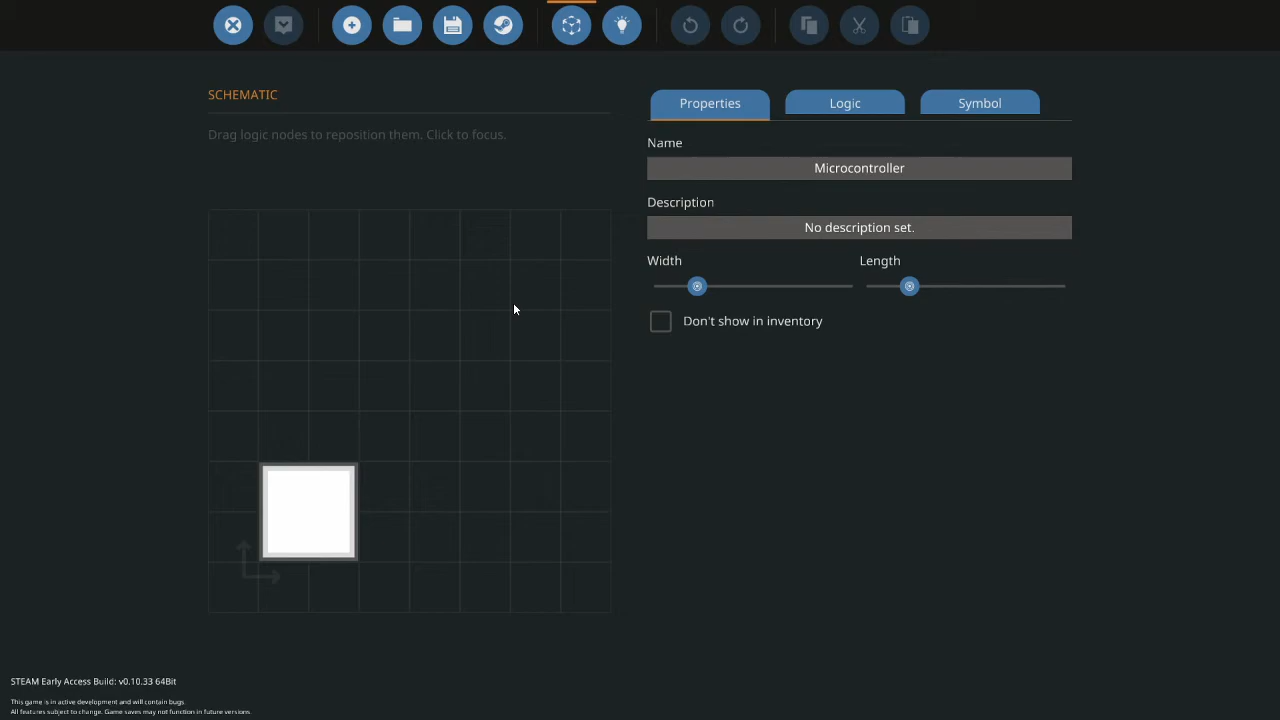 SCHEMATIC
Drag logic nodes to reposition them. Click to focus.
Properties
Logic
Symbol
Name
Microcontroller
Description
No description set.
Width
Length
Don't show in inventory
STEAM Early Access Build: v0.10.33 64Bit
This game is in active development and will contain bugs
All features subject to change. Game saves may not function in future versions.